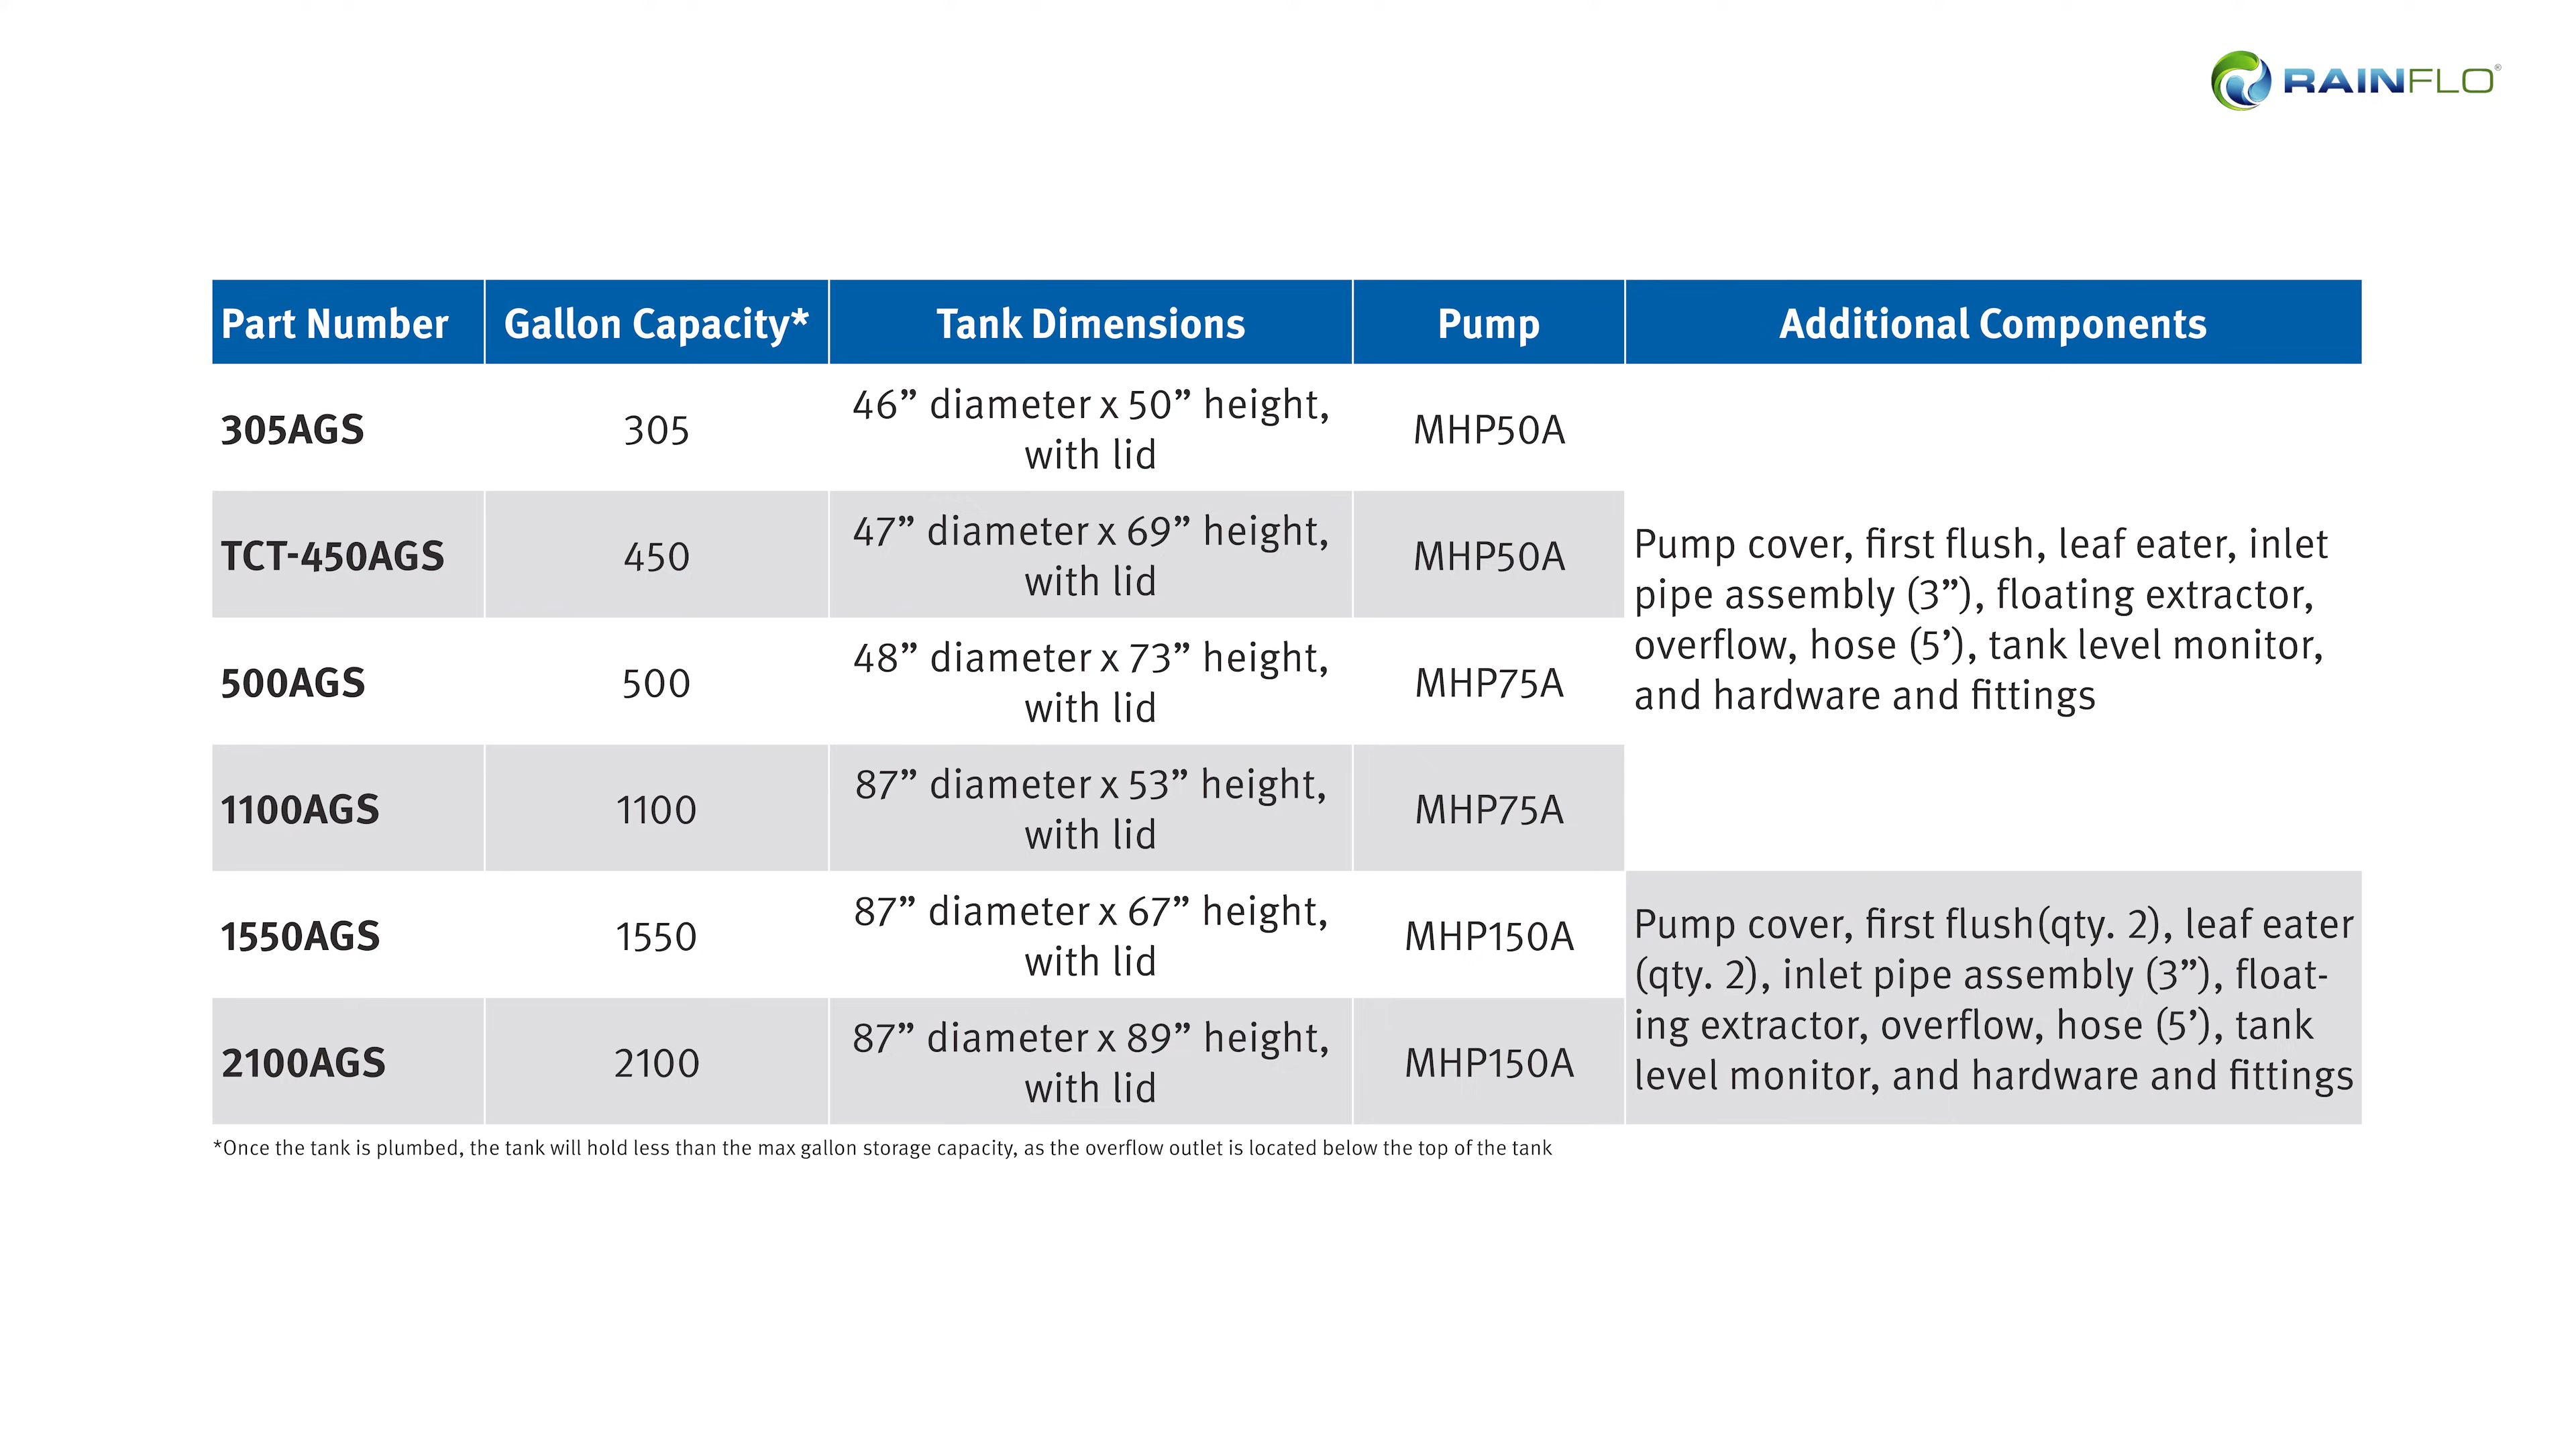 RAINFLO®
Part Number Gallon Capacity* Tank Dimensions Pump Additional Components
305AGS 305 46” diameter x 50” height, with lid MHP50A
TCT-450AGS 450 47” diameter x 69” height, with lid MHP50A
500AGS 500 48” diameter x 73” height, with lid MHP75A
1100AGS 1100 87” diameter x 53” height, with lid MHP75A
Pump cover, first flush, leaf eater, inlet
pipe assembly (3”), floating extractor,
overflow, hose (5’), tank level monitor,
and hardware and fittings
1550AGS 1550 87” diameter x 67” height, with lid MHP150A
2100AGS 2100 87” diameter x 89” height, with lid MHP150A
Pump cover, first flush(qty. 2), leaf eater
(qty. 2), inlet pipe assembly (3”), float-
ing extractor, overflow, hose (5’), tank
level monitor, and hardware and fittings
*Once the tank is plumbed, the tank will hold less than the max gallon storage capacity, as the overflow outlet is located below the top of the tank